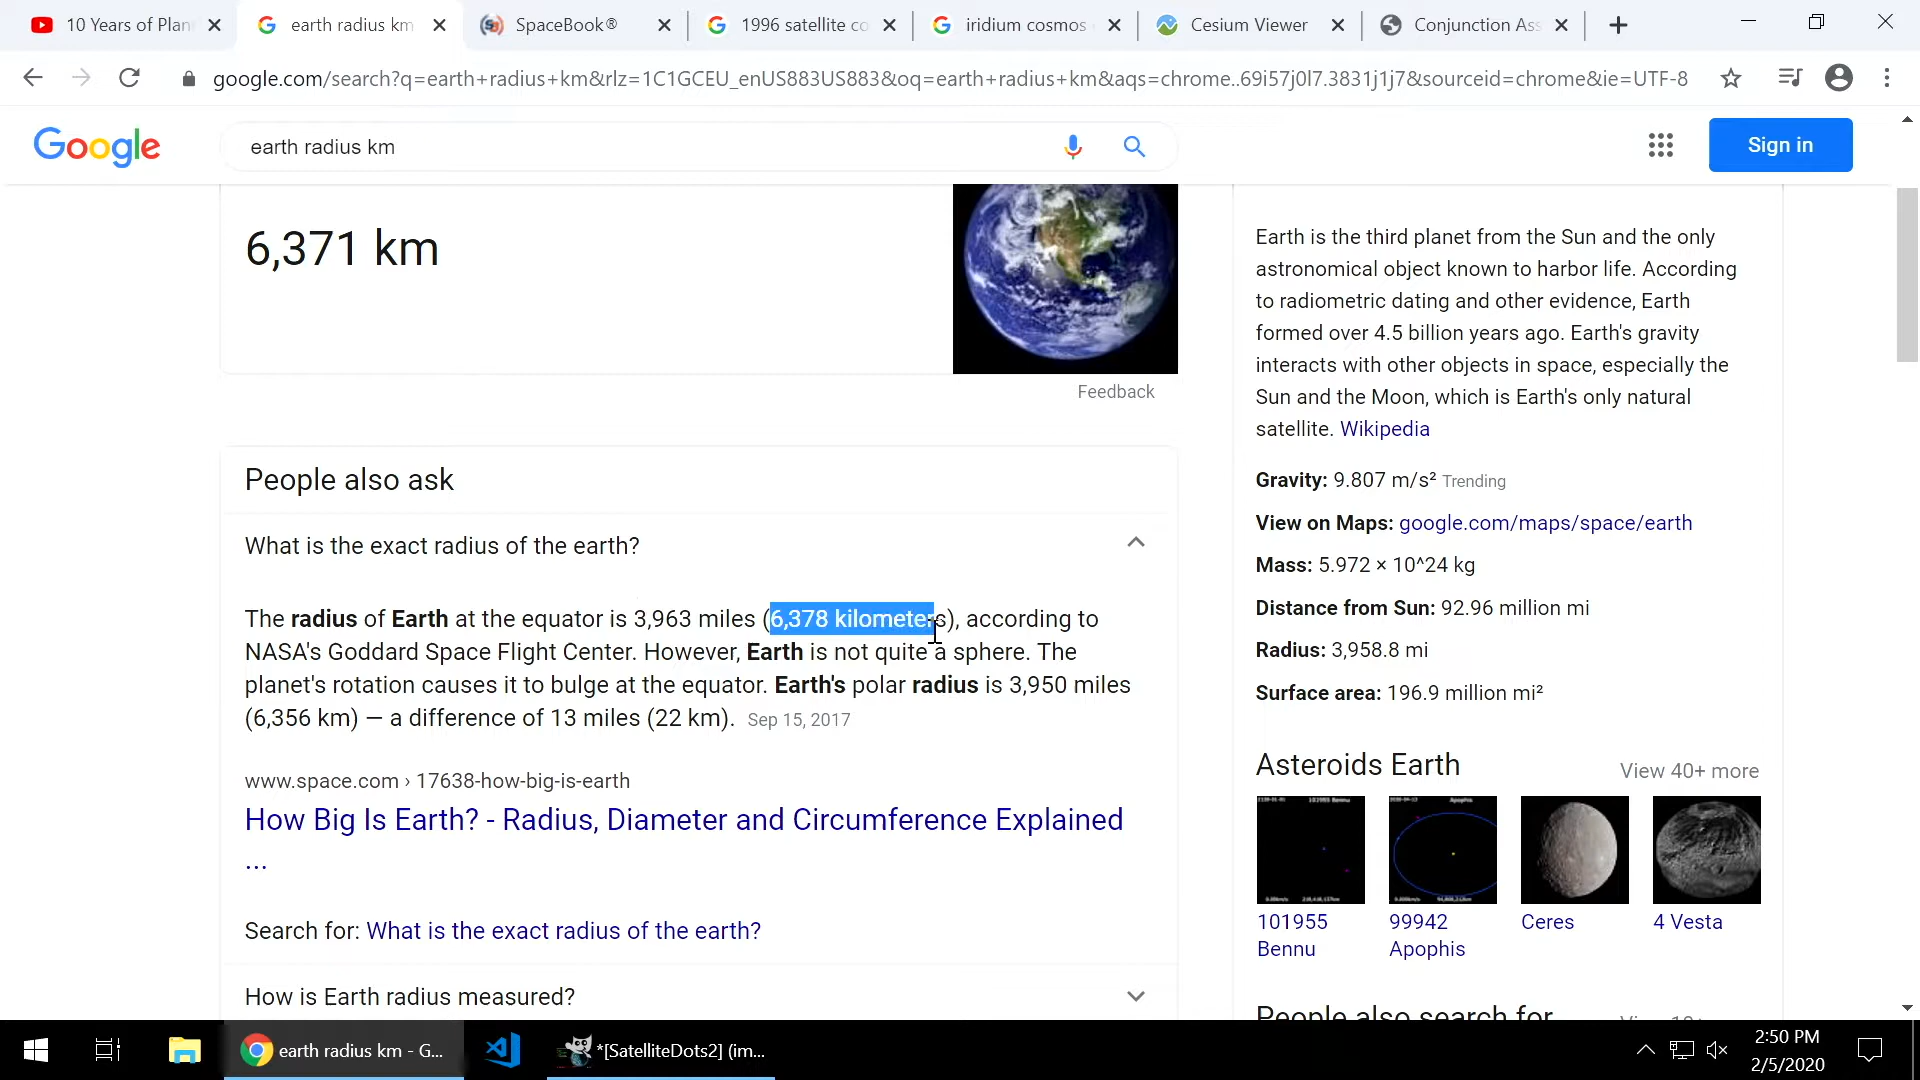 10 Years of Plan
earth radius km
SpaceBook®
1996 satellite co
iridium cosmos
Cesium Viewer
Conjunction Ass
google.com/search?q=earth+radius+km&rlz=1C1GCEU_enUS883US883&oq=earth+radius+km&aqs=chrome..69i57j0l7.3831j1j7&sourceid=chrome&ie=UTF-8
Google
earth radius km
Sign in
6,371 km
Feedback
People also ask
What is the exact radius of the earth?
The radius of Earth at the equator is 3,963 miles (6,378 kilometers), according to
NASA's Goddard Space Flight Center. However, Earth is not quite a sphere. The
planet's rotation causes it to bulge at the equator. Earth's polar radius is 3,950 miles
(6,356 km) — a difference of 13 miles (22 km). Sep 15, 2017
www.space.com › 17638-how-big-is-earth
How Big Is Earth? - Radius, Diameter and Circumference Explained
...
Search for: What is the exact radius of the earth?
How is Earth radius measured?
Earth is the third planet from the Sun and the only
astronomical object known to harbor life. According
to radiometric dating and other evidence, Earth
formed over 4.5 billion years ago. Earth's gravity
interacts with other objects in space, especially the
Sun and the Moon, which is Earth's only natural
satellite. Wikipedia
Gravity: 9.807 m/s² Trending
View on Maps: google.com/maps/space/earth
Mass: 5.972 × 10^24 kg
Distance from Sun: 92.96 million mi
Radius: 3,958.8 mi
Surface area: 196.9 million mi²
Asteroids Earth
View 40+ more
101955
Bennu
99942
Apophis
Ceres
4 Vesta
People also search for
earth radius km - G...
*[SatelliteDots2] (im...
2:50 PM
2/5/2020